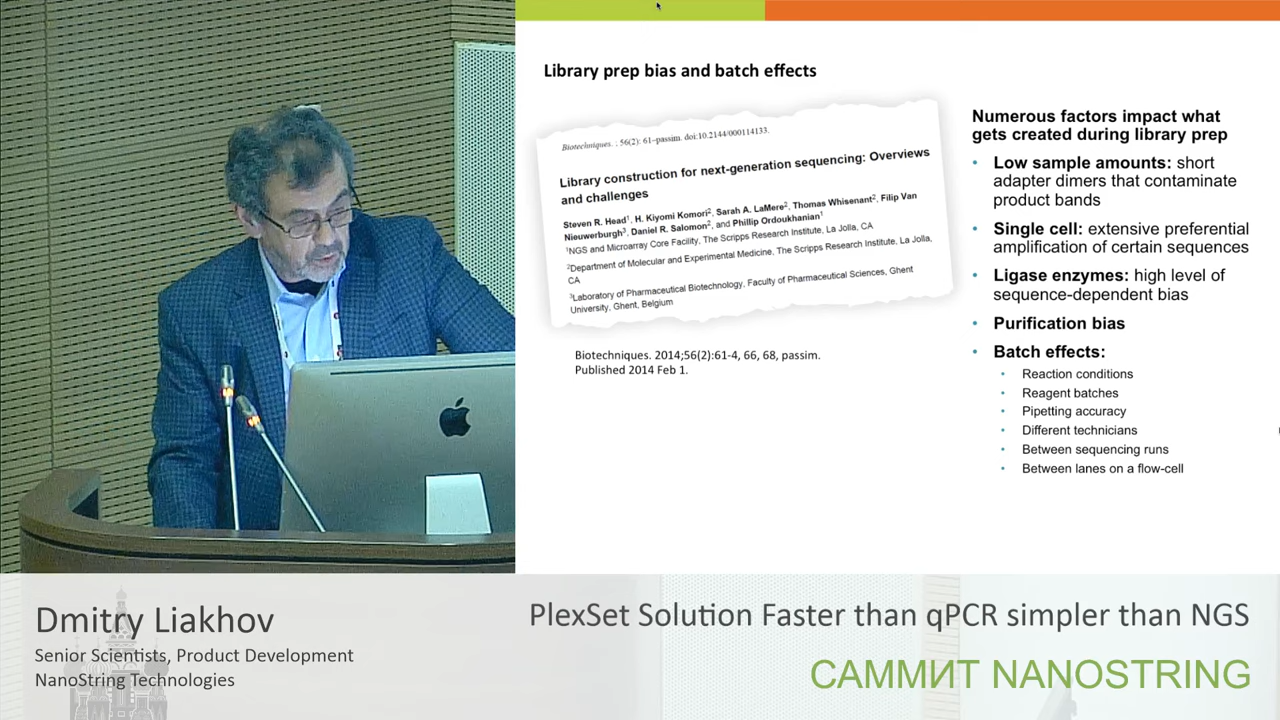 Library prep bias and batch effects
Biotechniques. ; 56(2): 61–passim. doi:10.2144/000114133.
Library construction for next-generation sequencing: Overviews
and challenges
Steven R. Head1, H. Kiyomi Komori2, Sarah A. LaMere2, Thomas Whisenant2, Filip Van
Nieuwerburgh3, Daniel R. Salomon2, and Phillip Ordoukhanian1
1NGS and Microarray Core Facility, The Scripps Research Institute, La Jolla, CA
2Department of Molecular and Experimental Medicine, The Scripps Research Institute, La Jolla,
CA
3Laboratory of Pharmaceutical Biotechnology, Faculty of Pharmaceutical Sciences, Ghent
University, Ghent, Belgium
Biotechniques. 2014;56(2):61-4, 66, 68, passim.
Published 2014 Feb 1.
Numerous factors impact what
gets created during library prep
• Low sample amounts: short
adapter dimers that contaminate
product bands
• Single cell: extensive preferential
amplification of certain sequences
• Ligase enzymes: high level of
sequence-dependent bias
• Purification bias
• Batch effects:
• Reaction conditions
• Reagent batches
• Pipetting accuracy
• Different technicians
• Between sequencing runs
• Between lanes on a flow-cell
Dmitry Liakhov
Senior Scientists, Product Development
NanoString Technologies
PlexSet Solution Faster than qPCR simpler than NGS
САММИТ NANOSTRING